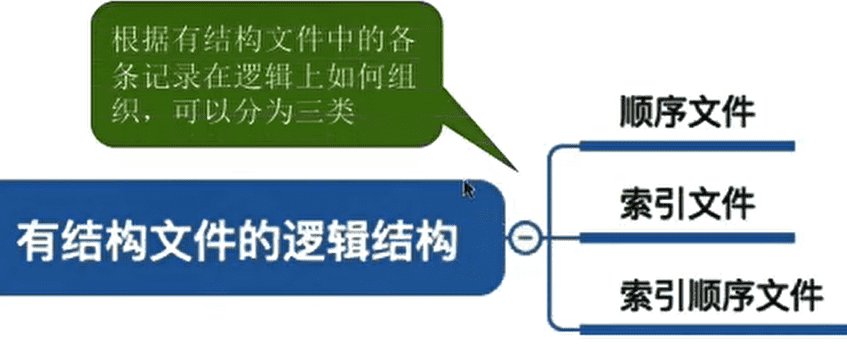 根据有结构文件中的各
条记录在逻辑上如何组
织，可以分为三类
顺序文件
索引文件
有结构文件的逻辑结构
索引顺序文件